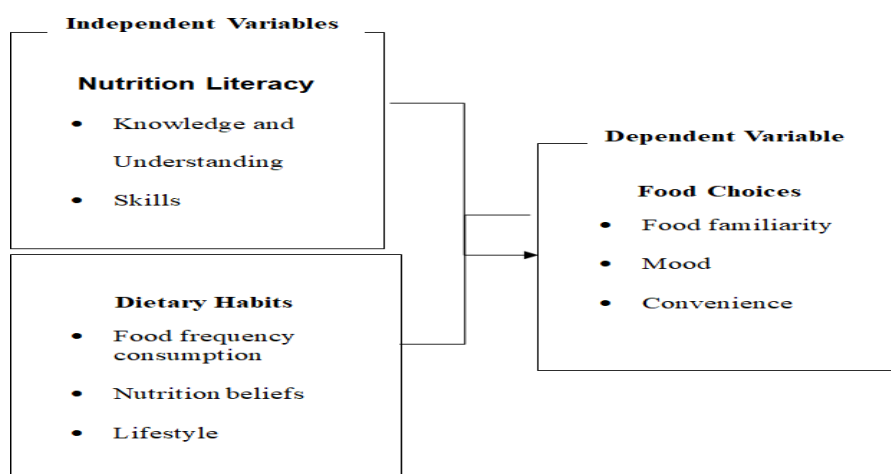 Independent Variables
Nutrition Literacy
• Knowledge and
Understanding
• Skills
Dietary Habits
• Food frequency
consumption
• Nutrition beliefs
• Lifestyle
Dependent Variable
Food Choices
• Food familiarity
• Mood
• Convenience